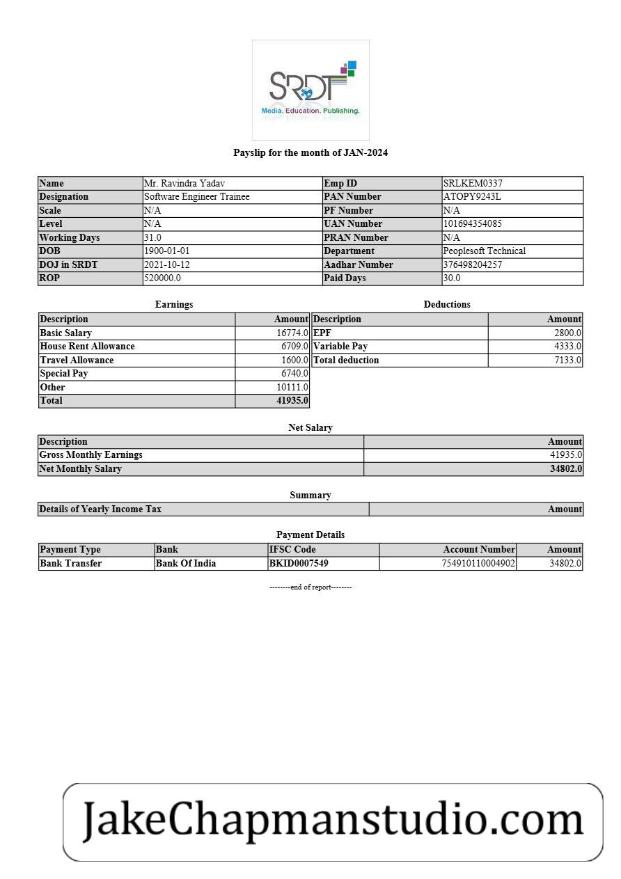 SRDT
Media. Education. Publishing.
Payslip for the month of JAN-2024
Name Mr. Ravindra Yadav Emp ID SRLKEM0337
Designation Software Engineer Trainee PAN Number ATOPY9243L
Scale N/A PF Number N/A
Level N/A UAN Number 101694354085
Working Days 31.0 PRAN Number N/A
DOB 1900-01-01 Department Peoplesoft Technical
DOJ in SRDT 2021-10-12 Aadhar Number 376498204257
ROP 520000.0 Paid Days 30.0
Earnings Deductions
Description Amount Description Amount
Basic Salary 16774.0 EPF 2800.0
House Rent Allowance 6709.0 Variable Pay 4333.0
Travel Allowance 1600.0 Total deduction 7133.0
Special Pay 6740.0
Other 10111.0
Total 41935.0
Net Salary
Description Amount
Gross Monthly Earnings 41935.0
Net Monthly Salary 34802.0
Summary
Details of Yearly Income Tax Amount
Payment Details
Payment Type Bank IFSC Code Account Number Amount
Bank Transfer Bank Of India BKID0007549 754910110004902 34802.0
--------end of report--------
JakeChapmanstudio.com